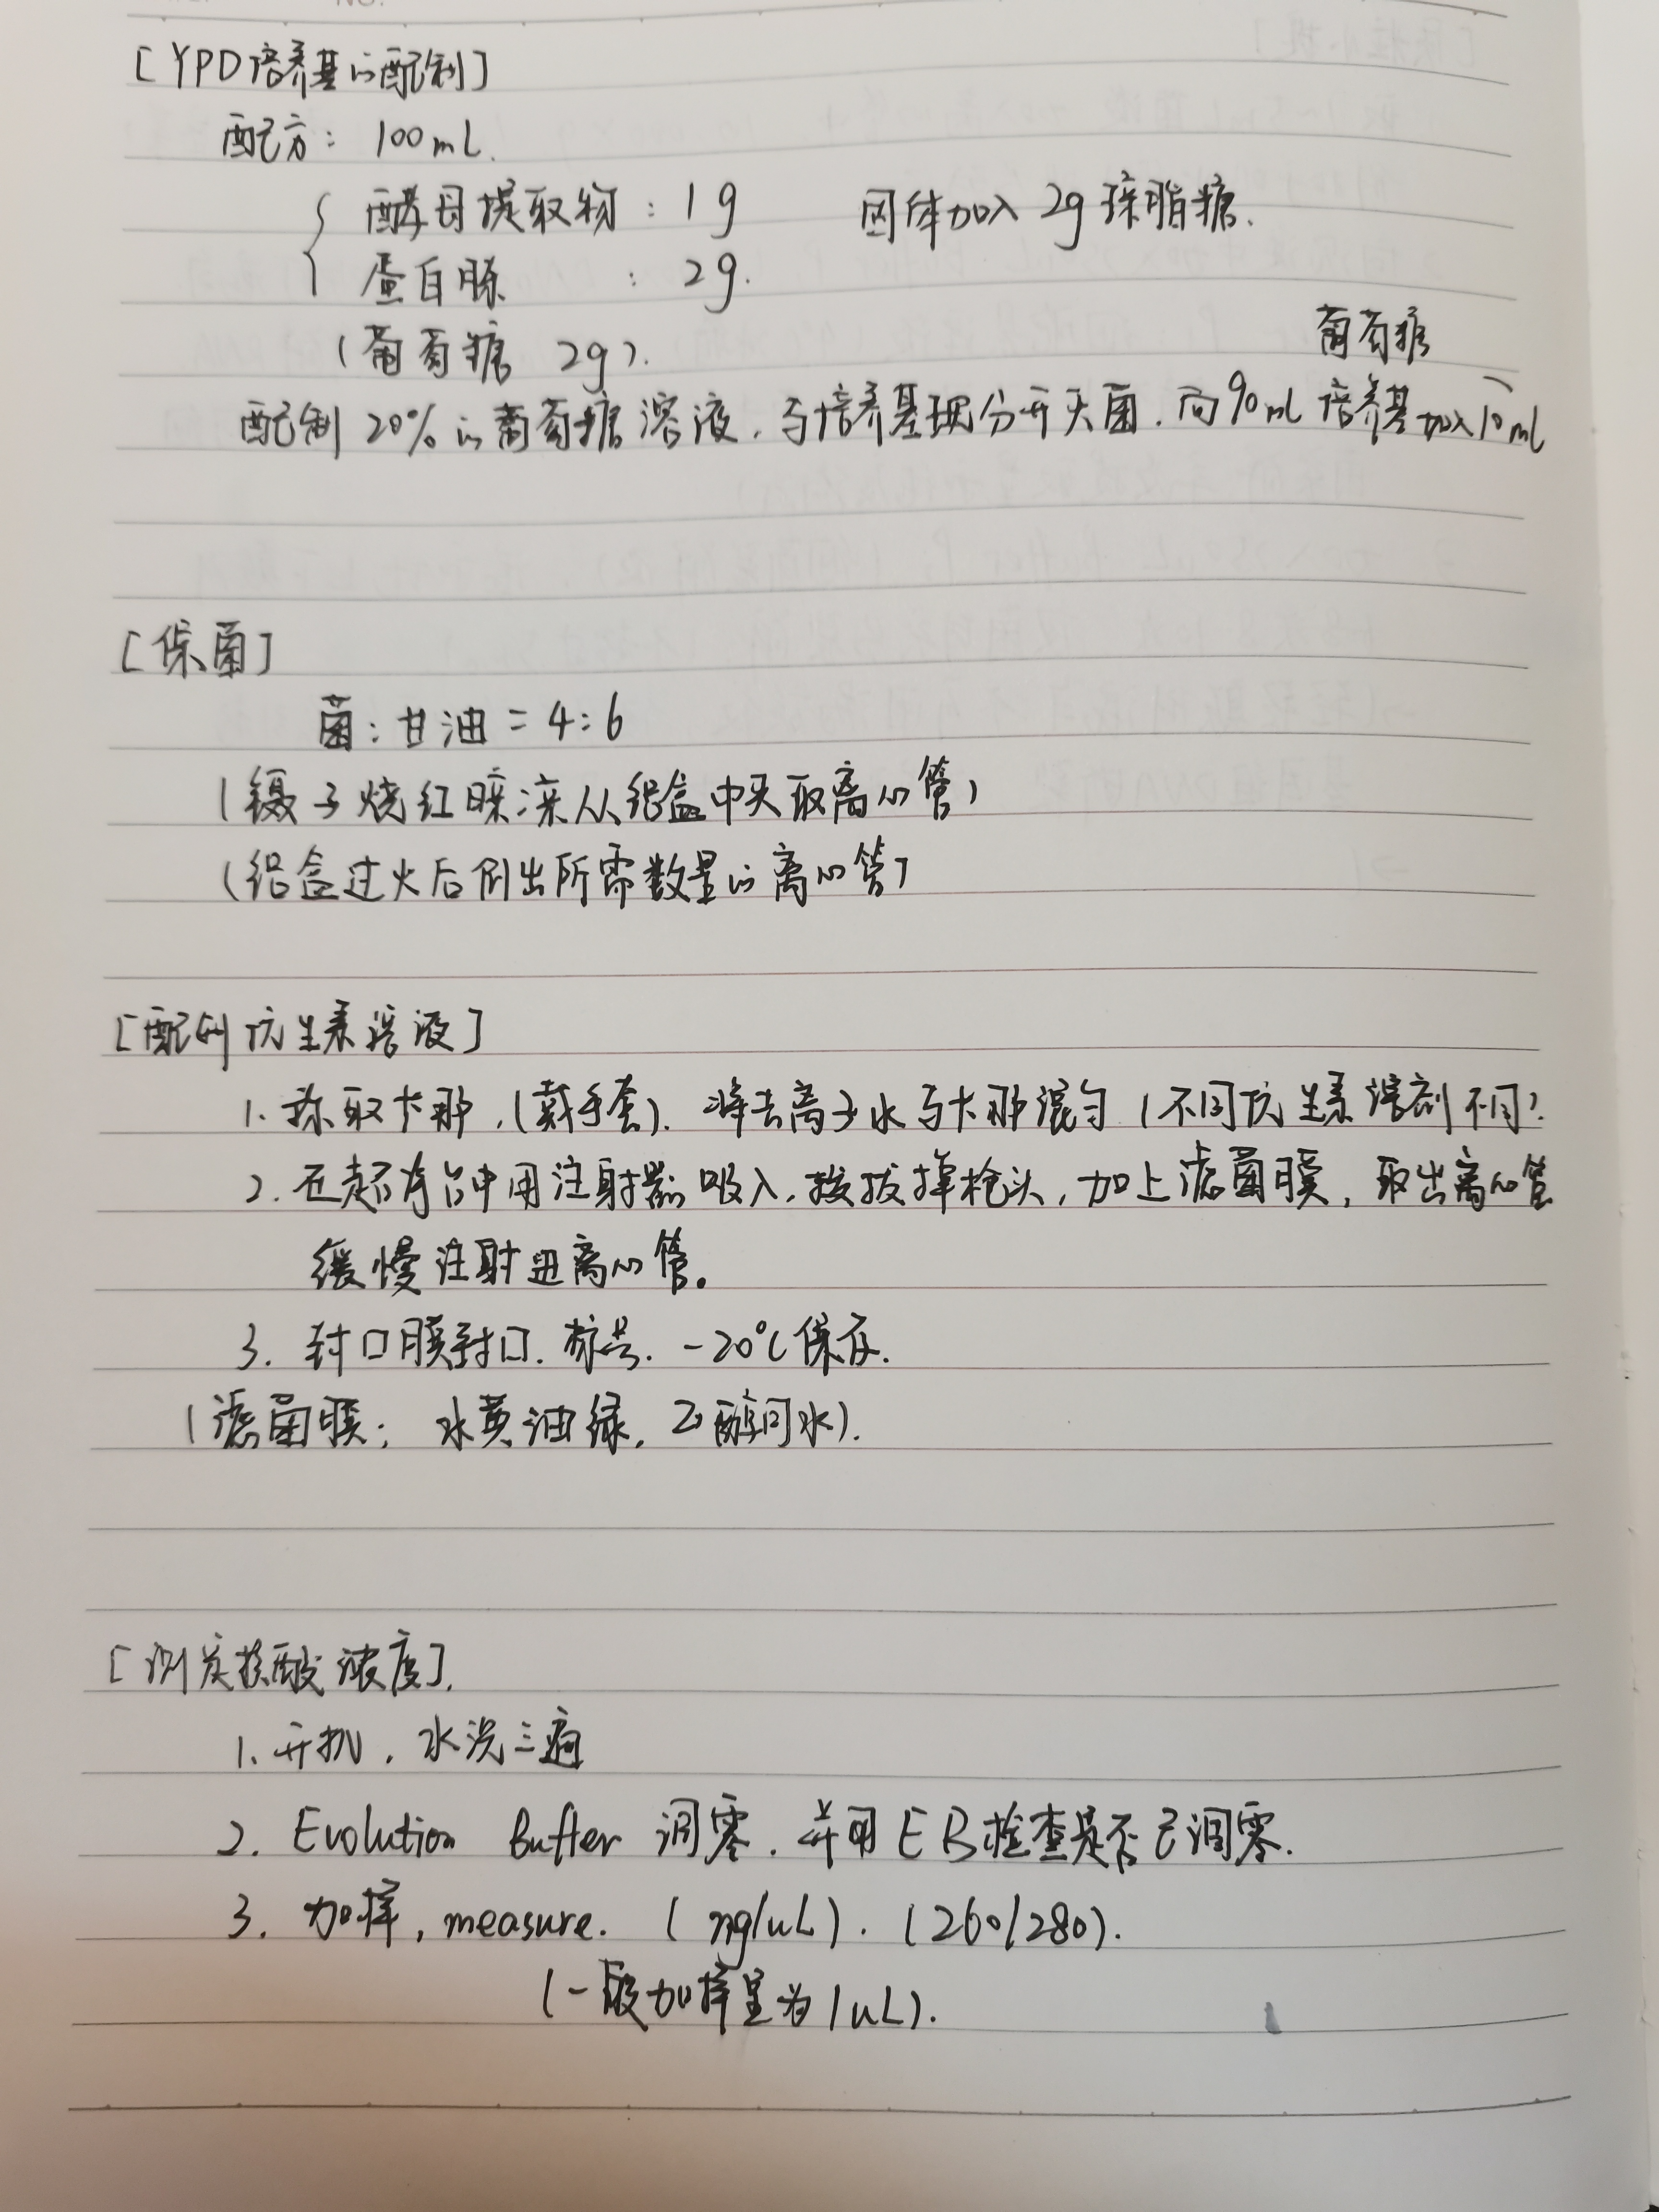 [YPD培养基的配制]
配方： 100mL.
酵母提取物：1g 固体加入 2g 琼脂糖.
蛋白胨 ：2g.
(葡萄糖 2g).
葡萄糖
配制 20% 的葡萄糖溶液，与培养基分开灭菌. 向90mL 培养基加入10mL
[保菌]
菌：甘油 = 4:6
(镊子烧红晾凉从铝盒中夹取离心管)
(铝盒过火后倒出所需数量的离心管)
[配制抗生素溶液]
1. 称取卡那，(戴手套). 将去离子水与卡那混匀 (不同抗生素溶剂不同).
2. 在超净台中用注射器吸入，拔掉枪头，加上滤菌膜，取出离心管
缓慢注射进离心管。
3. 封口膜封口. 标号. -20℃保存.
(滤菌膜： 水黄油绿，乙醇同水).
[测定核酸浓度].
1. 开机，水洗三遍
2. Evolution Buffer 调零. 并用EB检查是否已调零.
3. 加样，measure. (ng/uL). (260/280).
(一般加样量为1uL).